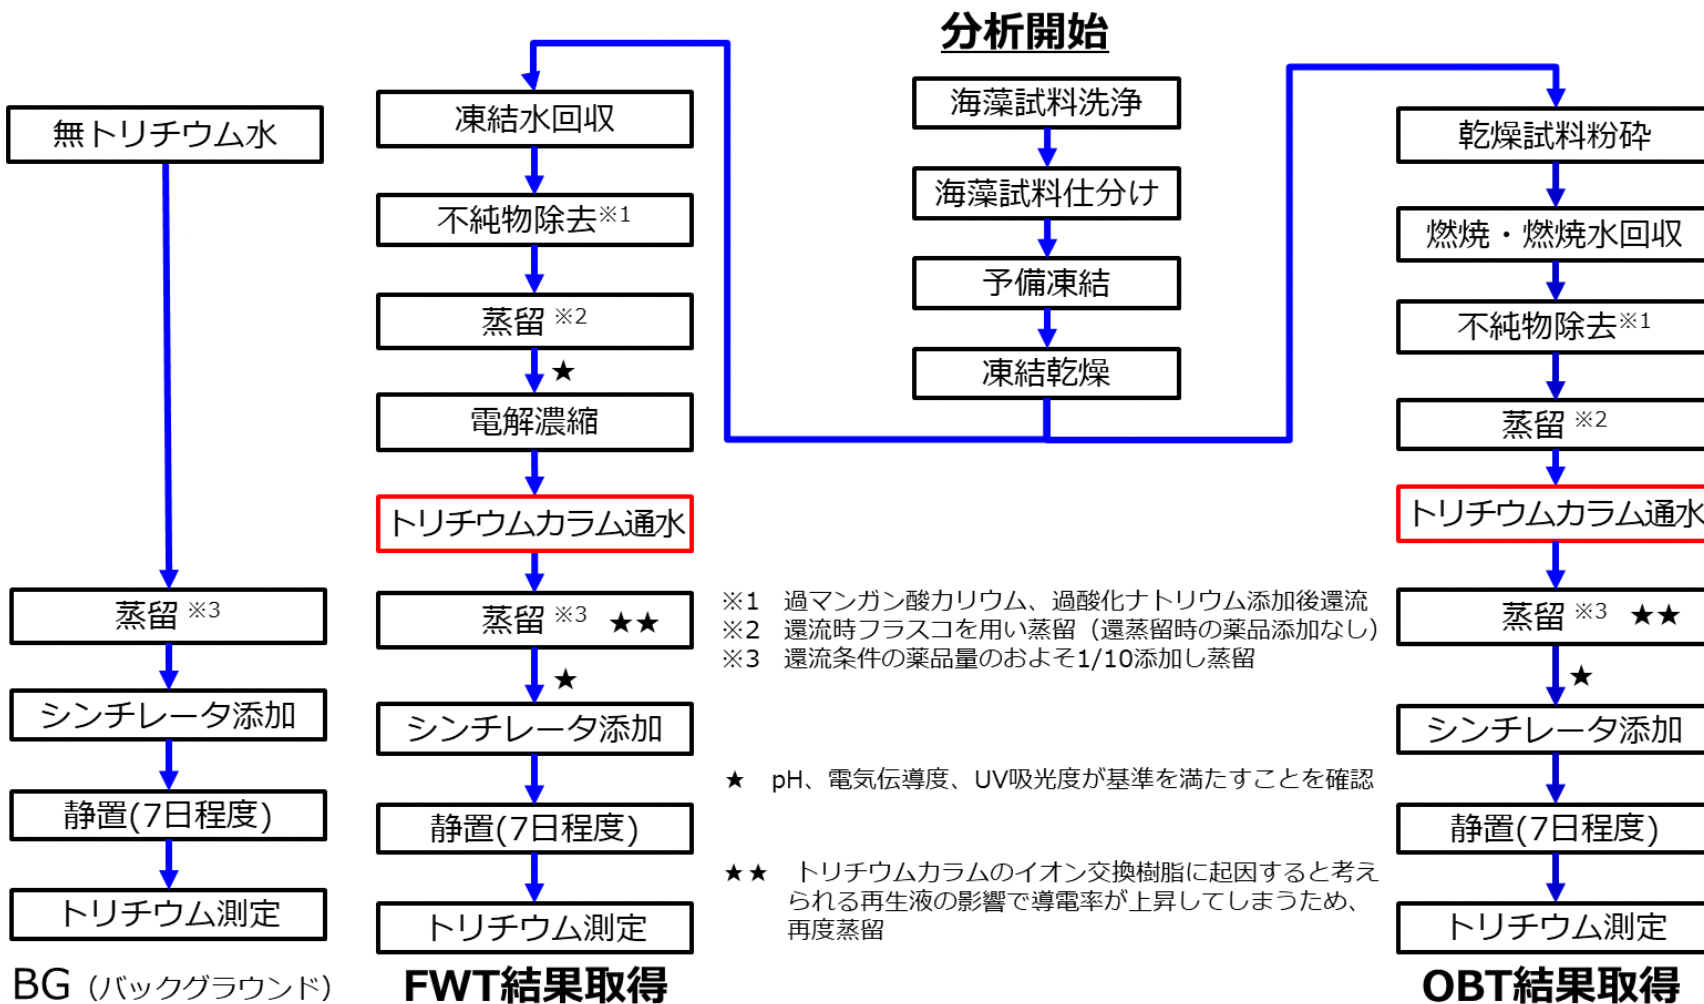 分析開始
海藻試料洗浄
海藻試料仕分け
予備凍結
凍結乾燥
無トリチウム水
蒸留 ※3
シンチレータ添加
静置(7日程度)
トリチウム測定
BG（バックグラウンド）
凍結水回収
不純物除去※1
蒸留 ※2
★
電解濃縮
トリチウムカラム通水
蒸留 ※3 ★★
★
シンチレータ添加
静置(7日程度)
トリチウム測定
FWT結果取得
乾燥試料粉砕
燃焼・燃焼水回収
不純物除去※1
蒸留 ※2
トリチウムカラム通水
蒸留 ※3 ★★
★
シンチレータ添加
静置(7日程度)
トリチウム測定
OBT結果取得
※1 過マンガン酸カリウム、過酸化ナトリウム添加後還流
※2 還流時フラスコを用い蒸留（還蒸留時の薬品添加なし）
※3 還流条件の薬品量のおよそ1/10添加し蒸留
★ pH、電気伝導度、UV吸光度が基準を満たすことを確認
★★ トリチウムカラムのイオン交換樹脂に起因すると考え
られる再生液の影響で導電率が上昇してしまうため、
再度蒸留